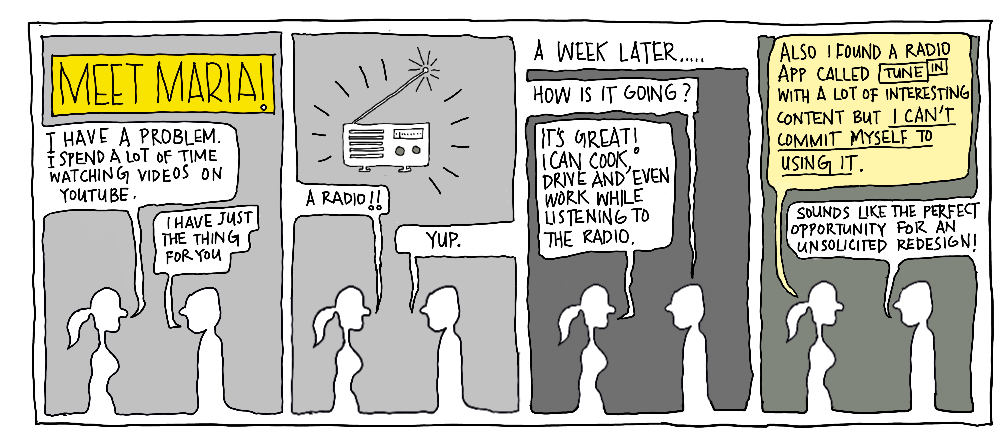 MEET MARIA!
I HAVE A PROBLEM.
I SPEND A LOT OF TIME
WATCHING VIDEOS ON
YOUTUBE.
I HAVE JUST
THE THING
FOR YOU
A RADIO!!
YUP.
A WEEK LATER.....
HOW IS IT GOING?
IT'S GREAT!
I CAN COOK,
DRIVE AND EVEN
WORK WHILE
LISTENING TO
THE RADIO.
ALSO I FOUND A RADIO
APP CALLED TUNE IN
WITH A LOT OF INTERESTING
CONTENT BUT I CAN'T
COMMIT MYSELF TO
USING IT.
SOUNDS LIKE THE PERFECT
OPPORTUNITY FOR AN
UNSOLICITED REDESIGN!